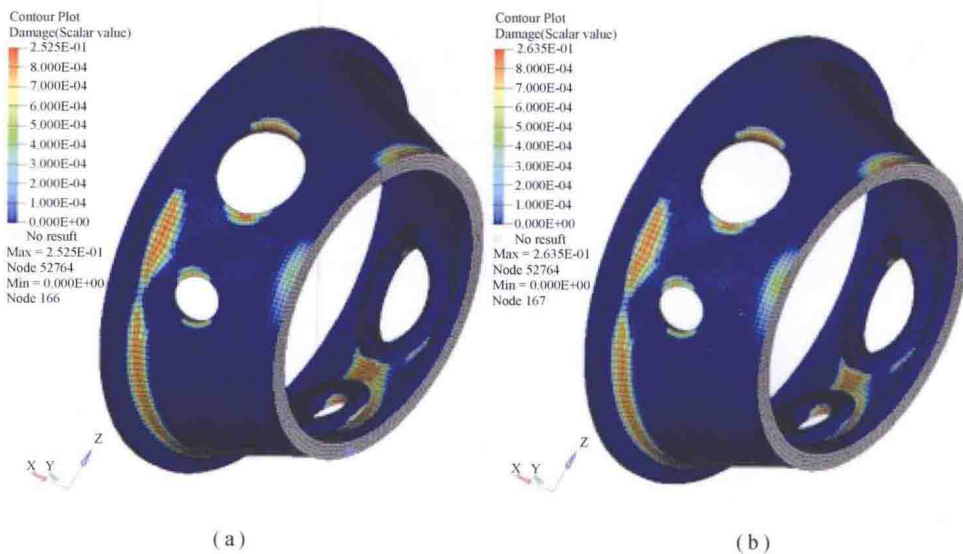 Contour Plot
Damage(Scalar value)
2.525E-01
8.000E-04
7.000E-04
6.000E-04
5.000E-04
4.000E-04
3.000E-04
2.000E-04
1.000E-04
0.000E+00
No resuft
Max = 2.525E-01
Node 52764
Min = 0.000E+00
Node 166
X Y Z
(a)
Contour Plot
Damage(Scalar value)
2.635E-01
8.000E-04
7.000E-04
6.000E-04
5.000E-04
4.000E-04
3.000E-04
2.000E-04
1.000E-04
0.000E+00
No resuft
Max = 2.635E-01
Node 52764
Min = 0.000E+00
Node 167
X Y Z
(b)